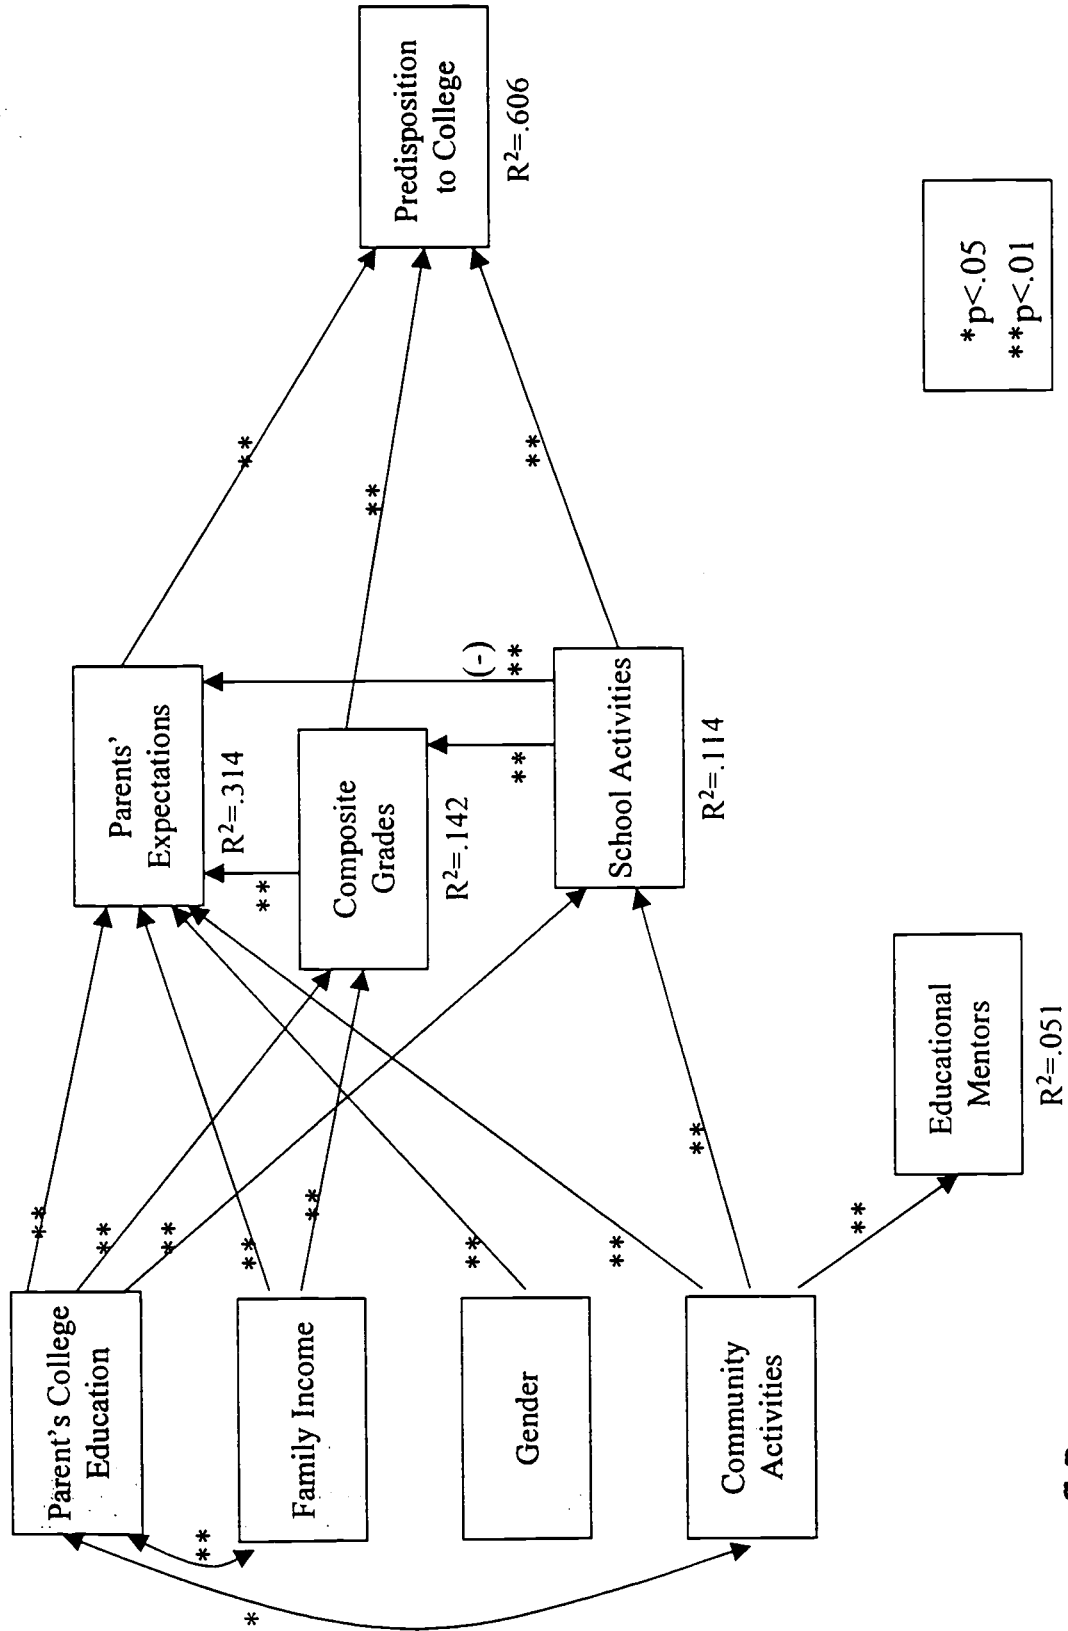 Parent's College
Education
Family Income
Gender
Community
Activities
*
**
**
**
**
**
**
**
**
**
**
Parents'
Expectations
R²=.314
**
Composite
Grades
R²=.142
**
(-)
**
School Activities
R²=.114
Educational
Mentors
R²=.051
**
**
**
Predisposition
to College
R²=.606
*p<.05
**p<.01